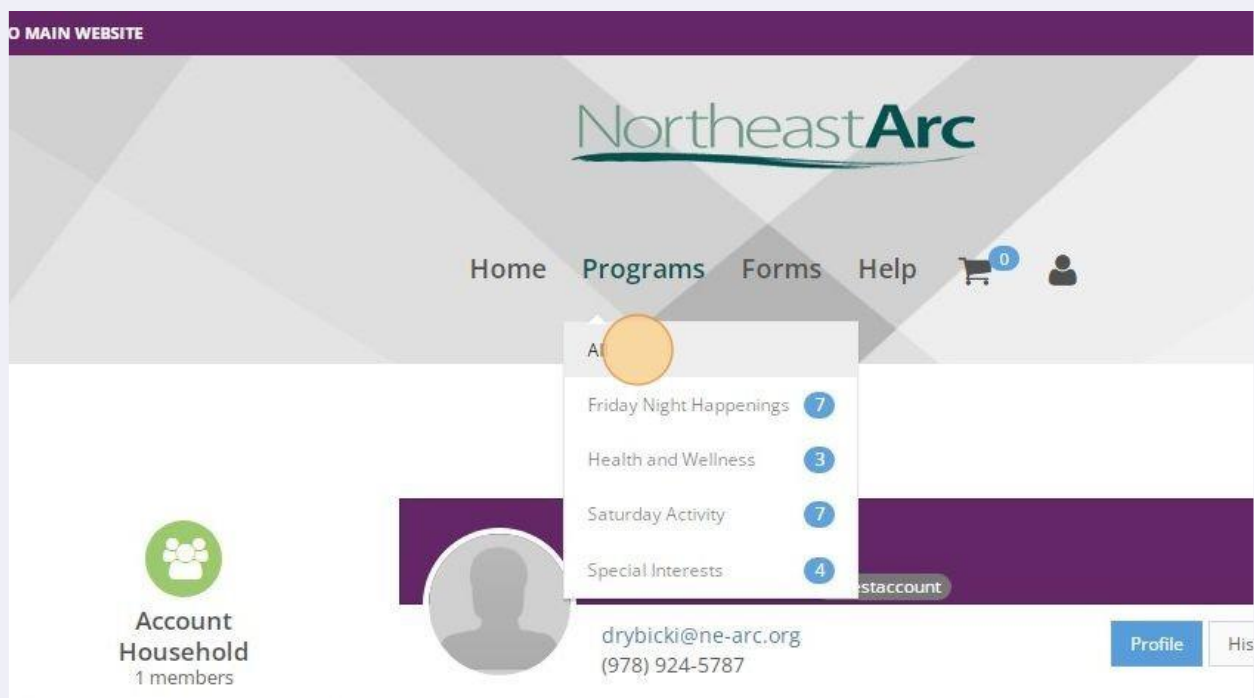 O MAIN WEBSITE
NortheastArc
Home Programs Forms Help 0
Friday Night Happenings 7
Health and Wellness 3
Saturday Activity 7
Special Interests 4
staccount
Account
Household
1 members
drybicki@ne-arc.org
(978) 924-5787
Profile His